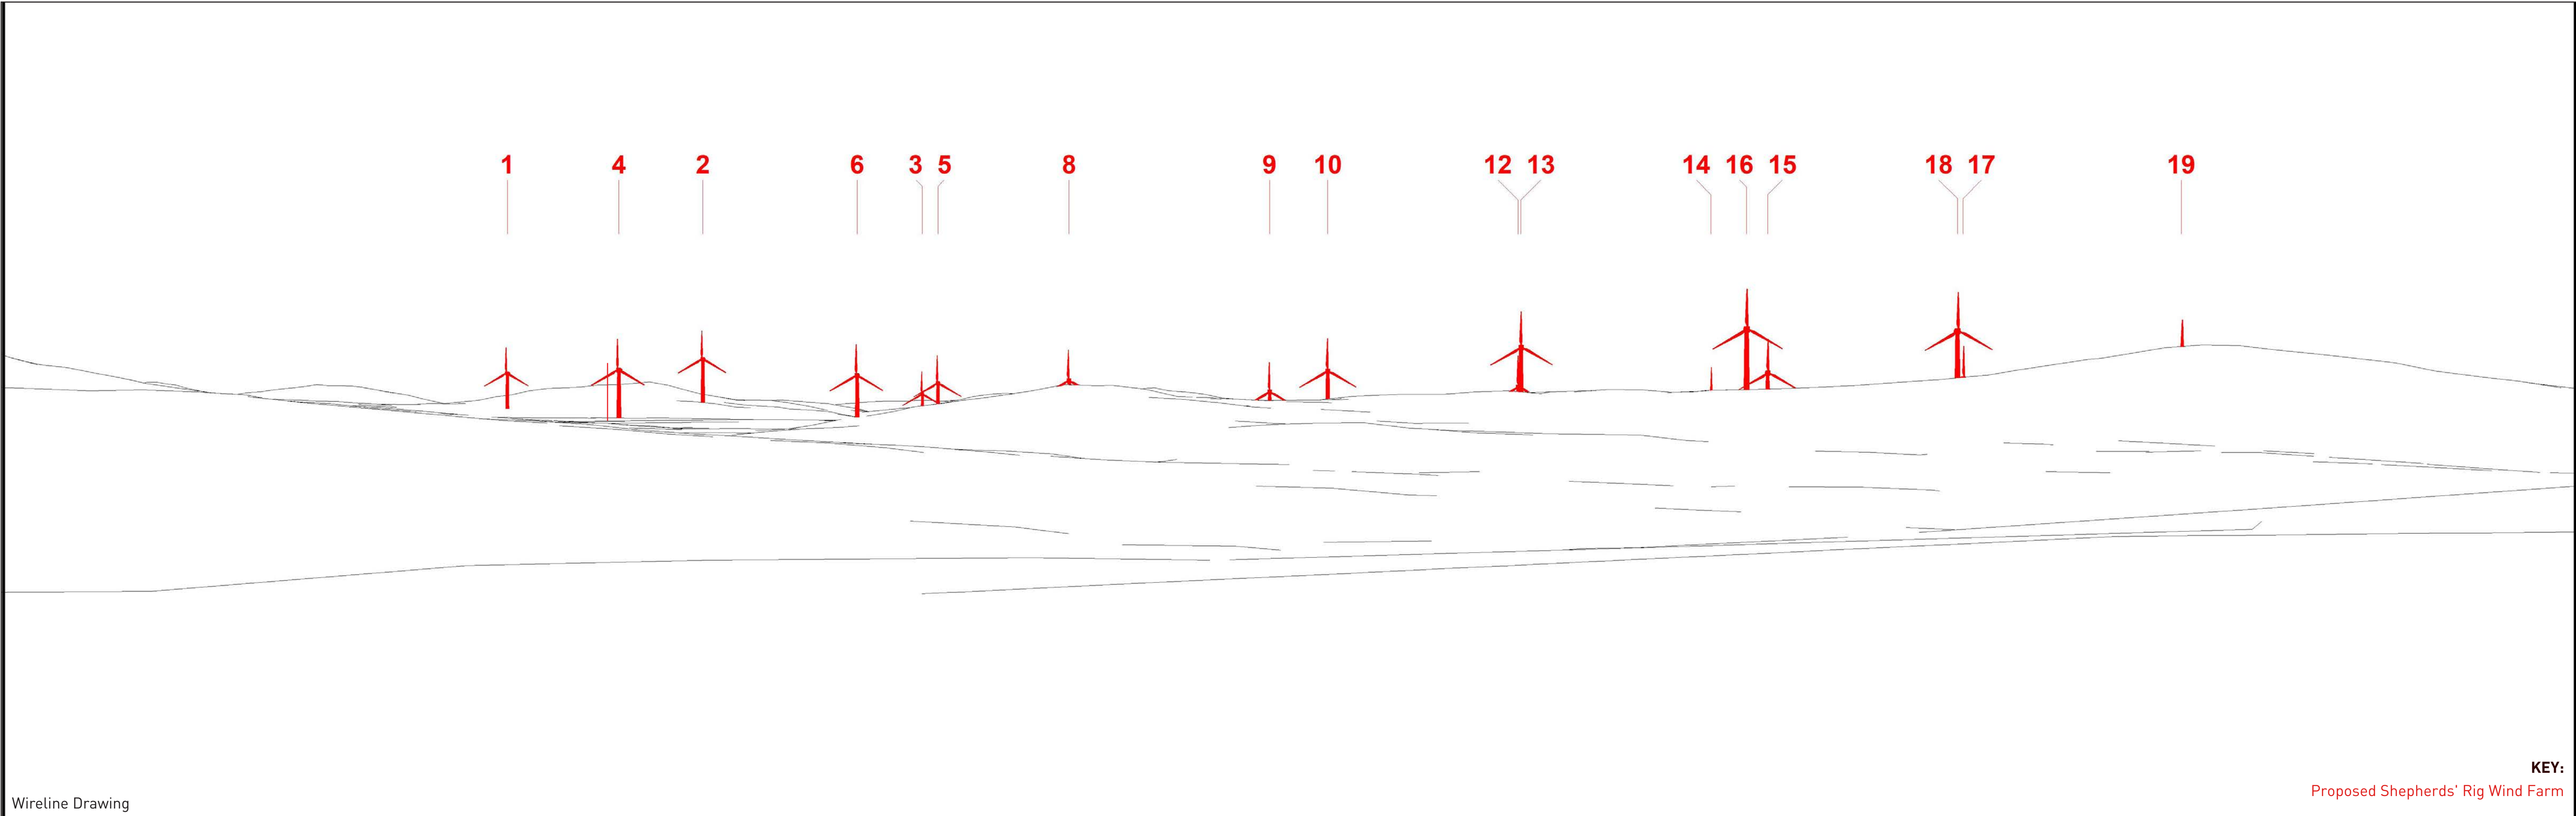 1 4 2 6 3 5 8 9 10 12 13 14 16 15 18 17 19
KEY:
Proposed Shepherds' Rig Wind Farm
Wireline Drawing